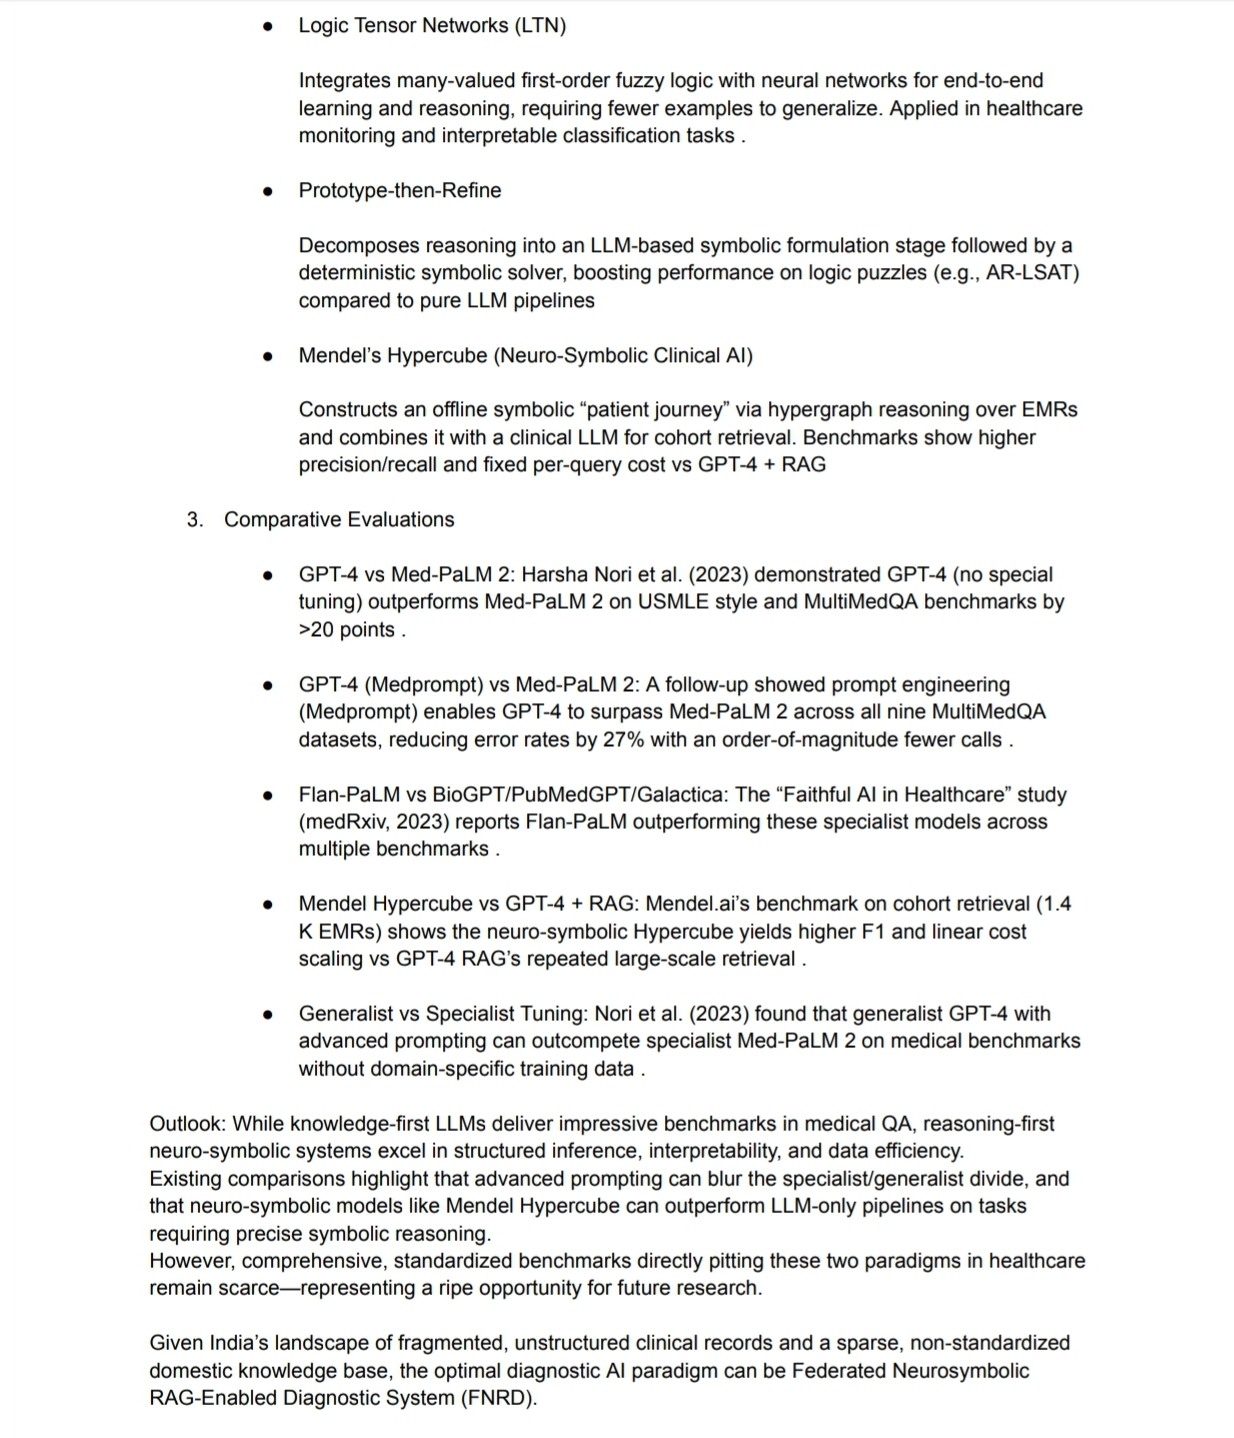 ● Logic Tensor Networks (LTN)
Integrates many-valued first-order fuzzy logic with neural networks for end-to-end
learning and reasoning, requiring fewer examples to generalize. Applied in healthcare
monitoring and interpretable classification tasks .
● Prototype-then-Refine
Decomposes reasoning into an LLM-based symbolic formulation stage followed by a
deterministic symbolic solver, boosting performance on logic puzzles (e.g., AR-LSAT)
compared to pure LLM pipelines
● Mendel’s Hypercube (Neuro-Symbolic Clinical AI)
Constructs an offline symbolic “patient journey” via hypergraph reasoning over EMRs
and combines it with a clinical LLM for cohort retrieval. Benchmarks show higher
precision/recall and fixed per-query cost vs GPT-4 + RAG
3. Comparative Evaluations
● GPT-4 vs Med-PaLM 2: Harsha Nori et al. (2023) demonstrated GPT-4 (no special
tuning) outperforms Med-PaLM 2 on USMLE style and MultiMedQA benchmarks by
>20 points .
● GPT-4 (Medprompt) vs Med-PaLM 2: A follow-up showed prompt engineering
(Medprompt) enables GPT-4 to surpass Med-PaLM 2 across all nine MultiMedQA
datasets, reducing error rates by 27% with an order-of-magnitude fewer calls .
● Flan-PaLM vs BioGPT/PubMedGPT/Galactica: The “Faithful AI in Healthcare” study
(medRxiv, 2023) reports Flan-PaLM outperforming these specialist models across
multiple benchmarks .
● Mendel Hypercube vs GPT-4 + RAG: Mendel.ai’s benchmark on cohort retrieval (1.4
K EMRs) shows the neuro-symbolic Hypercube yields higher F1 and linear cost
scaling vs GPT-4 RAG’s repeated large-scale retrieval .
● Generalist vs Specialist Tuning: Nori et al. (2023) found that generalist GPT-4 with
advanced prompting can outcompete specialist Med-PaLM 2 on medical benchmarks
without domain-specific training data .
Outlook: While knowledge-first LLMs deliver impressive benchmarks in medical QA, reasoning-first
neuro-symbolic systems excel in structured inference, interpretability, and data efficiency.
Existing comparisons highlight that advanced prompting can blur the specialist/generalist divide, and
that neuro-symbolic models like Mendel Hypercube can outperform LLM-only pipelines on tasks
requiring precise symbolic reasoning.
However, comprehensive, standardized benchmarks directly pitting these two paradigms in healthcare
remain scarce—representing a ripe opportunity for future research.
Given India’s landscape of fragmented, unstructured clinical records and a sparse, non-standardized
domestic knowledge base, the optimal diagnostic AI paradigm can be Federated Neurosymbolic
RAG-Enabled Diagnostic System (FNRD).